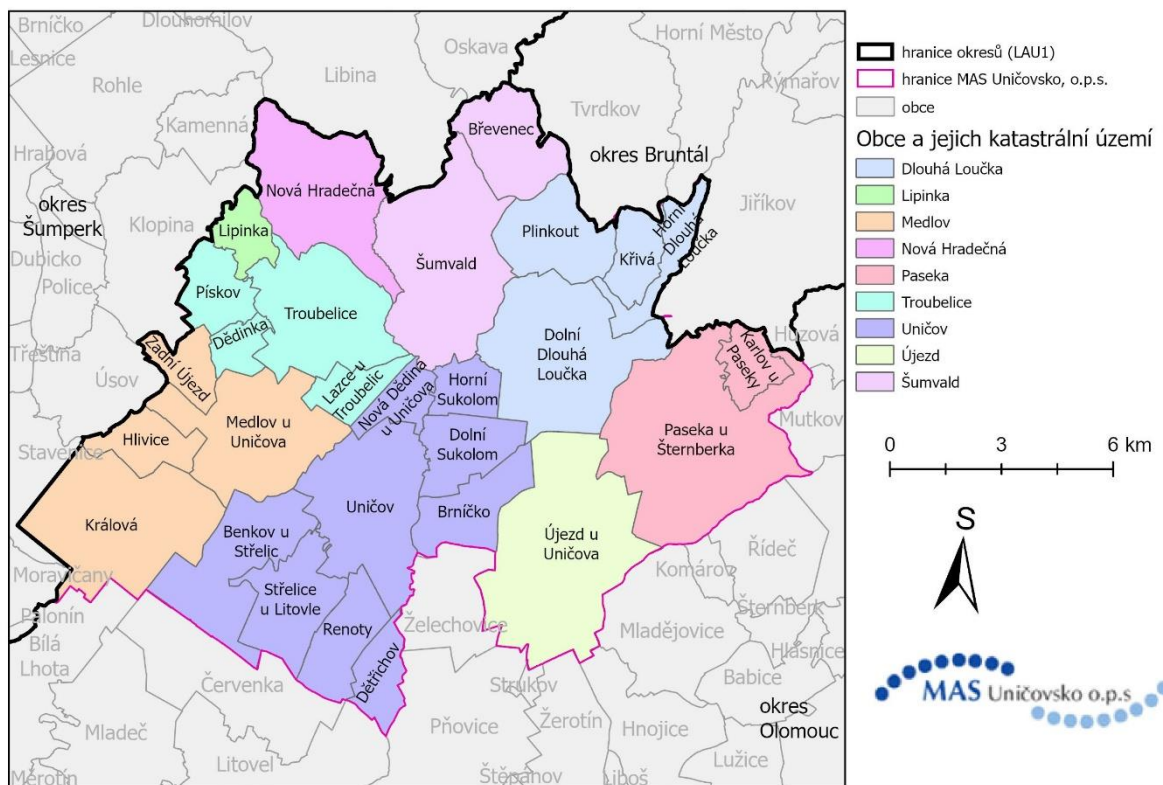 Brníčko
Dlouhomilov
Lesnice
Rohle
Libina
Oskava
Horní Město
Rýmařov
Tvrdkov
Kamenná
Hrabová
Břevenec
okres Bruntál
Nová Hradečná
Klopina
okres
Šumperk
Lipinka
Jiříkov
Horní
Dlouhá
Loučka
Plinkout
Křivá
Šumvald
Dubicko
Police
Pískov
Troubelice
Dědinka
Třeština
Zadní Újezd
Úsov
Huzová
Karlov u
Paseky
Dolní
Dlouhá
Loučka
Lazce u
Troubelic
Nová Dědina
u Uničova
Horní
Sukolom
Mutkov
Medlov u
Uničova
Hlivice
Stavenice
Dolní
Sukolom
Paseka u
Šternberka
Uničov
Brníčko
Králová
Benkov u
Střelic
Újezd u
Uničova
Řídeč
Komárov
Moravičany
Palonín
Bílá
Lhota
Střelice
u Litovle
Renoty
Dětřichov
Želechovice
Mladějovice
Šternberk
Hlásnice
Babice
Červenka
Strukov
okres
Olomouc
Mladeč
Pňovice
Žerotín
Hnojice
Litovel
Lužice
Měrotín
Štěpánov
Liboš
hranice okresů (LAU1)
hranice MAS Uničovsko, o.p.s.
obce
Obce a jejich katastrální území
Dlouhá Loučka
Lipinka
Medlov
Nová Hradečná
Paseka
Troubelice
Uničov
Újezd
Šumvald
0 3 6 km
S
MAS Uničovsko o.p.s